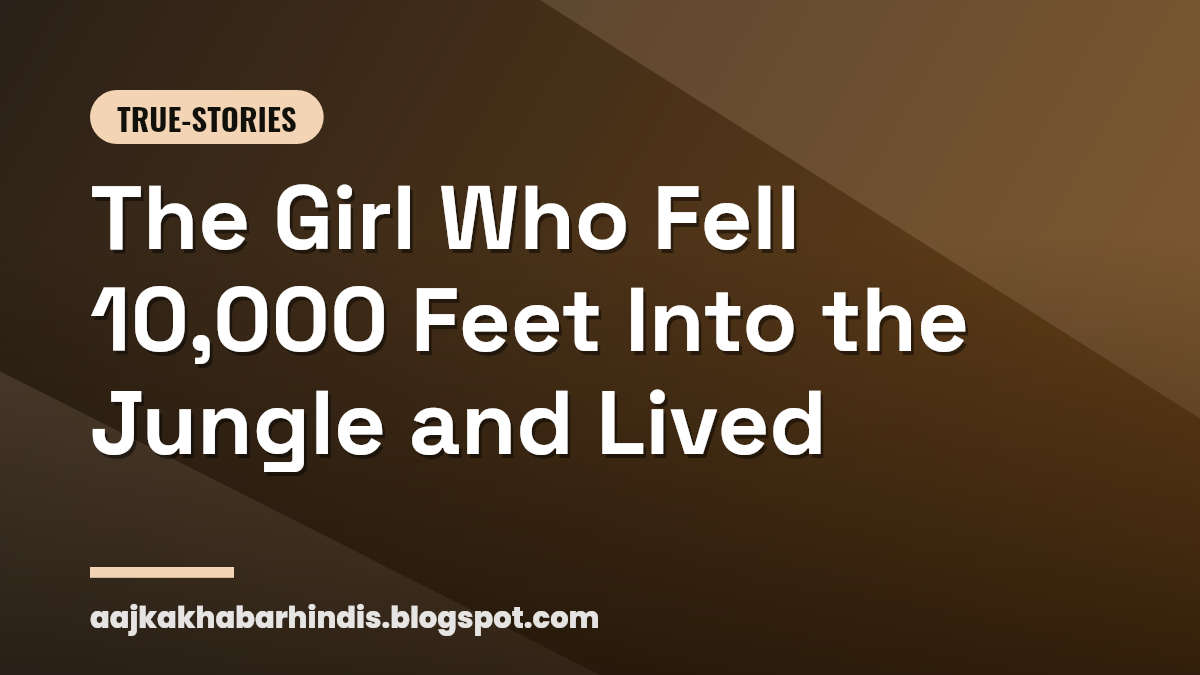 TRUE-STORIES
The Girl Who Fell
10,000 Feet Into the
Jungle and Lived
aajkakhabarhindis.blogspot.com